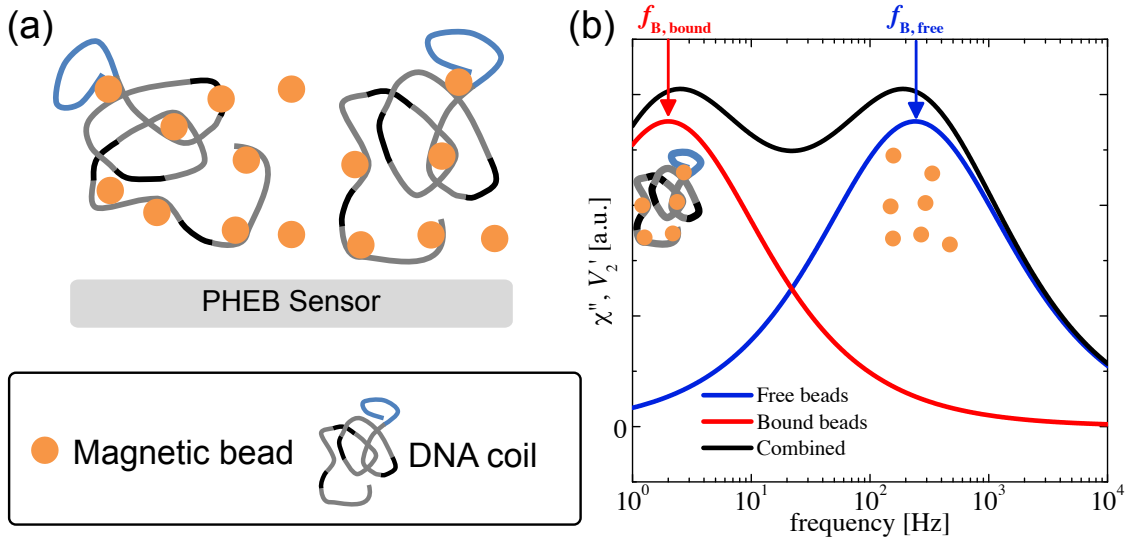 (a)
PHEB Sensor
Magnetic bead
DNA coil
(b)
f_B, bound
f_B, free
χ", V_2' [a.u.]
0
Free beads
Bound beads
Combined
10^0 10^1 10^2 10^3 10^4
frequency [Hz]